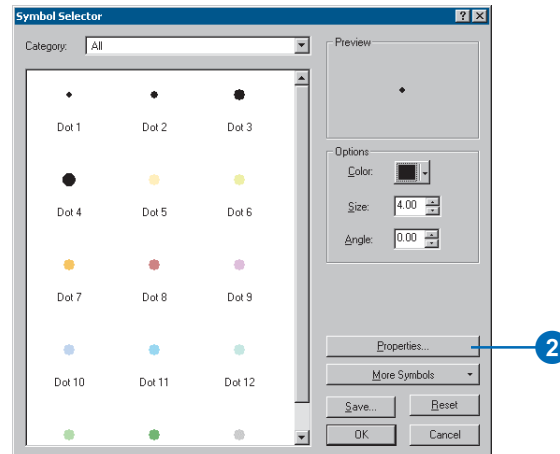 Symbol Selector
Category: All
Dot 1 Dot 2 Dot 3
Dot 4 Dot 5 Dot 6
Dot 7 Dot 8 Dot 9
Dot 10 Dot 11 Dot 12
Preview
Options
Color:
Size: 4.00
Angle: 0.00
Properties...
2
More Symbols
Save... Reset
OK Cancel